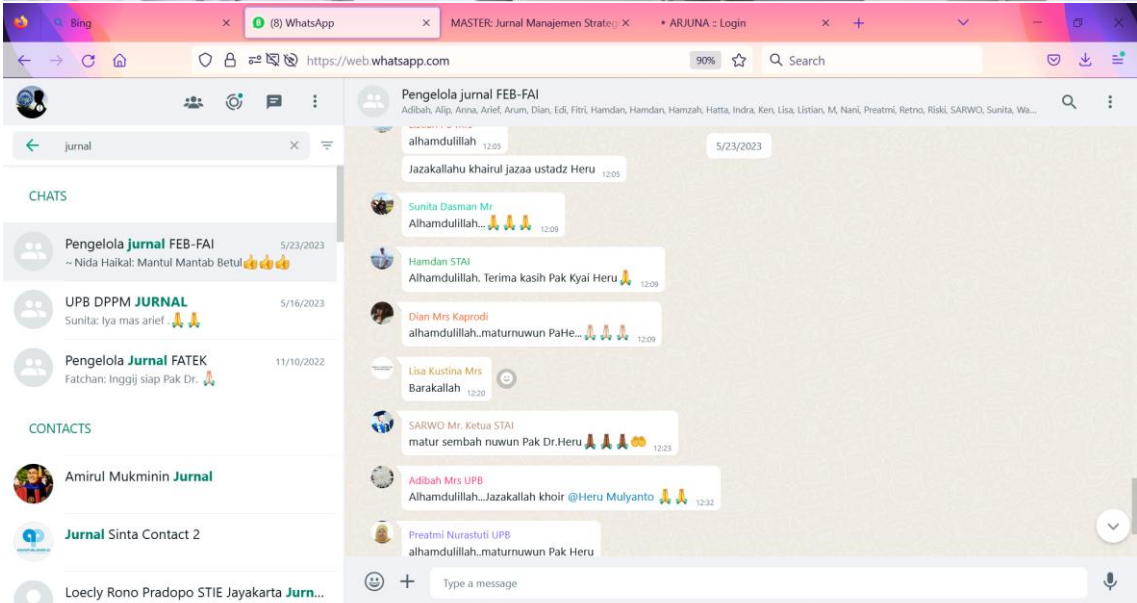 Bing
(8) WhatsApp
MASTER: Jurnal Manajemen Strateg
ARJUNA :: Login
https://web.whatsapp.com
90%
Search
jurnal
CHATS
Pengelola jurnal FEB-FAI
5/23/2023
~ Nida Haikal: Mantul Mantab Betul👍👍👍
UPB DPPM JURNAL
5/16/2023
Sunita: Iya mas arief .🙏🙏
Pengelola Jurnal FATEK
11/10/2022
Fatchan: Inggij siap Pak Dr. 🙏🏻
CONTACTS
Amirul Mukminin Jurnal
Jurnal Sinta Contact 2
Loecly Rono Pradopo STIE Jayakarta Jurn...
Pengelola jurnal FEB-FAI
Adibah, Alip, Anna, Arief, Arum, Dian, Edi, Fitri, Hamdan, Hamdan, Hamzah, Hatta, Indra, Ken, Lisa, Listian, M, Nani, Preatmi, Retno, Riski, SARWO, Sunita, Wa...
5/23/2023
alhamdulillah 12:05
Jazakallahu khairul jazaa ustadz Heru 12:05
Sunita Dasman Mr
Alhamdulillah...🙏🙏🙏 12:09
Hamdan STAI
Alhamdulillah. Terima kasih Pak Kyai Heru🙏 12:09
Dian Mrs Kaprodi
alhamdulillah..maturnuwun PaHe...🙏🏻🙏🏻🙏🏻 12:09
Lisa Kustina Mrs
Barakallah 12:20
SARWO Mr. Ketua STAI
matur sembah nuwun Pak Dr.Heru🙏🏾🙏🏾🙏🏾🤲 12:23
Adibah Mrs UPB
Alhamdulillah...Jazakallah khoir @Heru Mulyanto 🙏🙏 12:32
Preatmi Nurastuti UPB
alhamdulillah..maturnuwun Pak Heru
Type a message